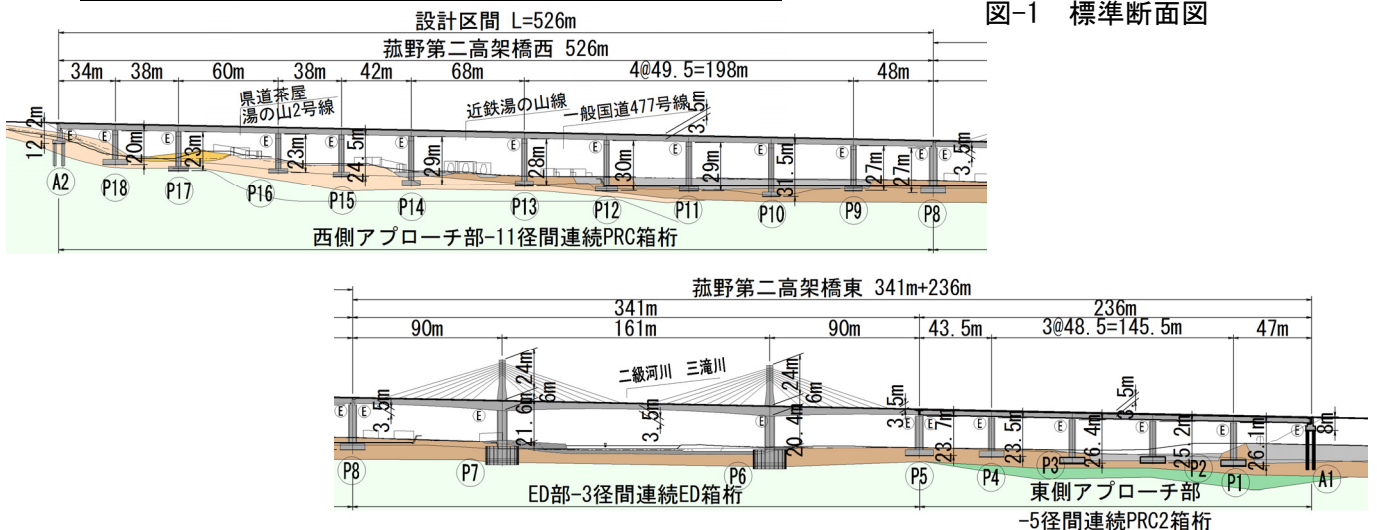 図-1 標準断面図
設計区間 L=526m
菰野第二高架橋西 526m
34m 38m 60m 38m 42m 68m 4@49.5=198m 48m
県道茶屋
湯の山2号線
近鉄湯の山線
一般国道477号線
3.5m
2m
12
20m
23m
23m
24.5m
29m
28m
30m
29m
31.5m
27m
27m
3.5m
E E E E E E E E E E E E E
A2 P18 P17 P16 P15 P14 P13 P12 P11 P10 P9 P8
西側アプローチ部-11径間連続PRC箱桁
菰野第二高架橋東 341m+236m
341m 236m
90m 161m 90m 43.5m 3@48.5=145.5m 47m
二級河川 三滝川
3.5m
24m
6m
21.6m
3.5m
24m
6m
20.4m
3.5m
23.7m
23.5m
26.4m
3.5m
25.2m
26.1m
8m
E E E E E E E E E E
P8 P7 P6 P5 P4 P3 P2 P1 A1
ED部-3径間連続ED箱桁
東側アプローチ部
-5径間連続PRC2箱桁